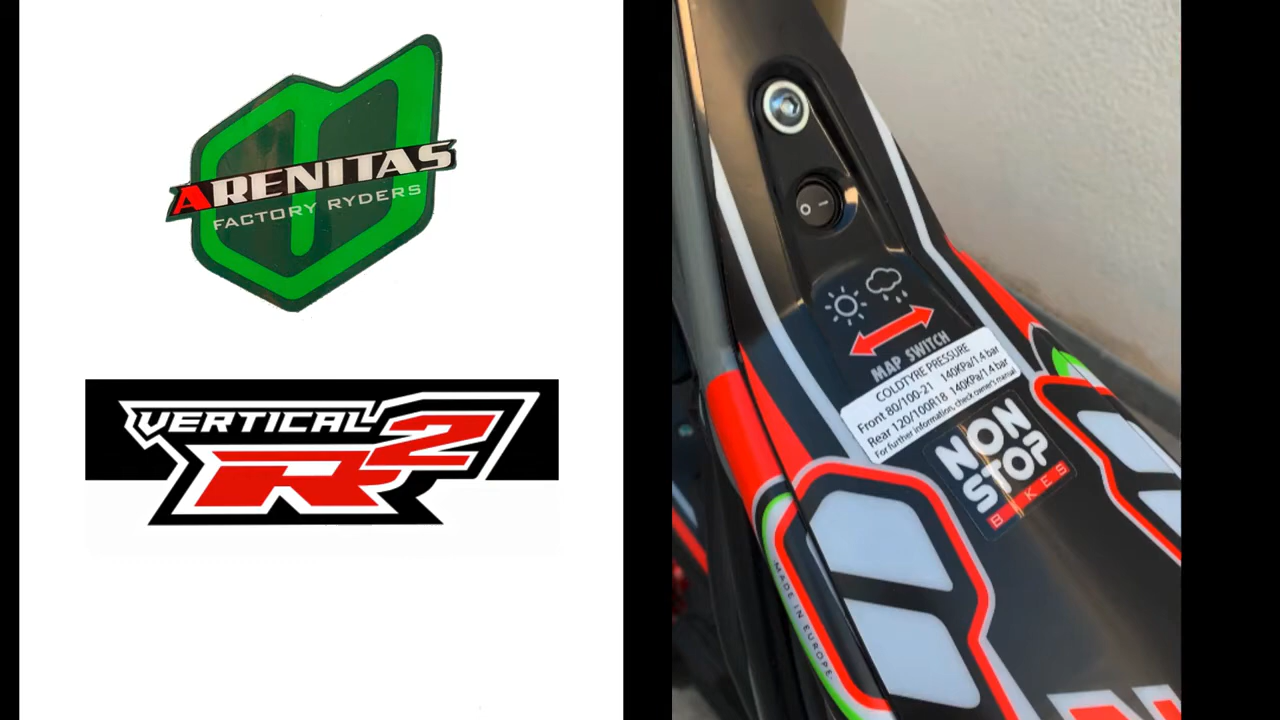 ARENITAS
FACTORY RYDERS
VERTICAL
R2
MAP SWITCH
COLDTYRE PRESSURE
Front 80/100-21 140KPa/1.4 bar
Rear 120/100R18 140KPa/1.4 bar
For further information, check owner's manual
NON
STOP
BIKES
MADE IN EUROPE